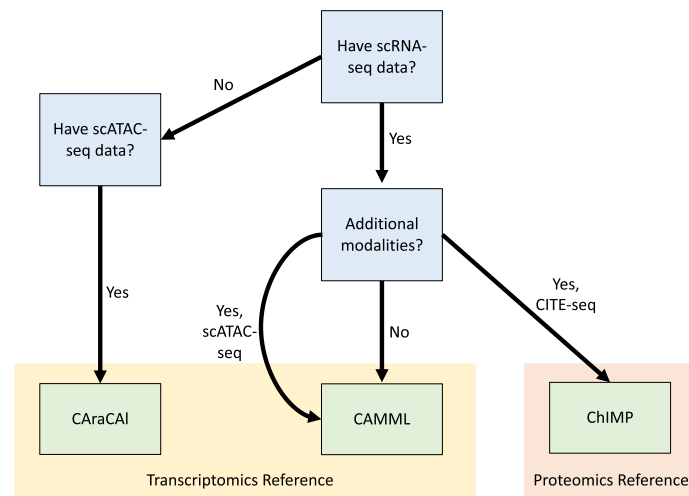 Have scRNA-
seq data?
No
Have scATAC-
seq data?
Yes
Additional
modalities?
Yes
Yes,
scATAC-
seq
No
Yes,
CITE-seq
CAraCAl
CAMML
ChIMP
Transcriptomics Reference
Proteomics Reference